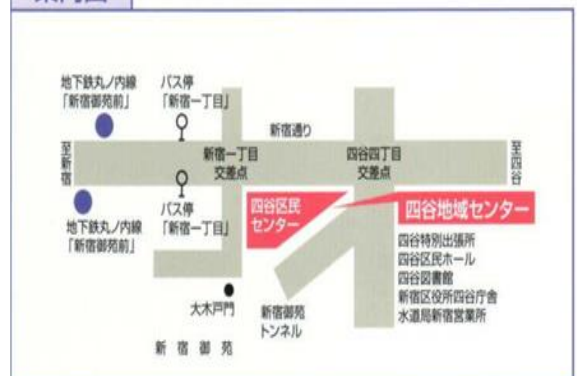 案内図
地下鉄丸ノ内線
「新宿御苑前」
バス停
「新宿一丁目」
新宿通り
至新宿
新宿一丁目
交差点
四谷四丁目
交差点
至四谷
地下鉄丸ノ内線
「新宿御苑前」
バス停
「新宿一丁目」
四谷区民
センター
四谷地域センター
四谷特別出張所
四谷区民ホール
四谷図書館
新宿区役所四谷庁舎
水道局新宿営業所
大木戸門
新宿御苑
トンネル
新宿御苑